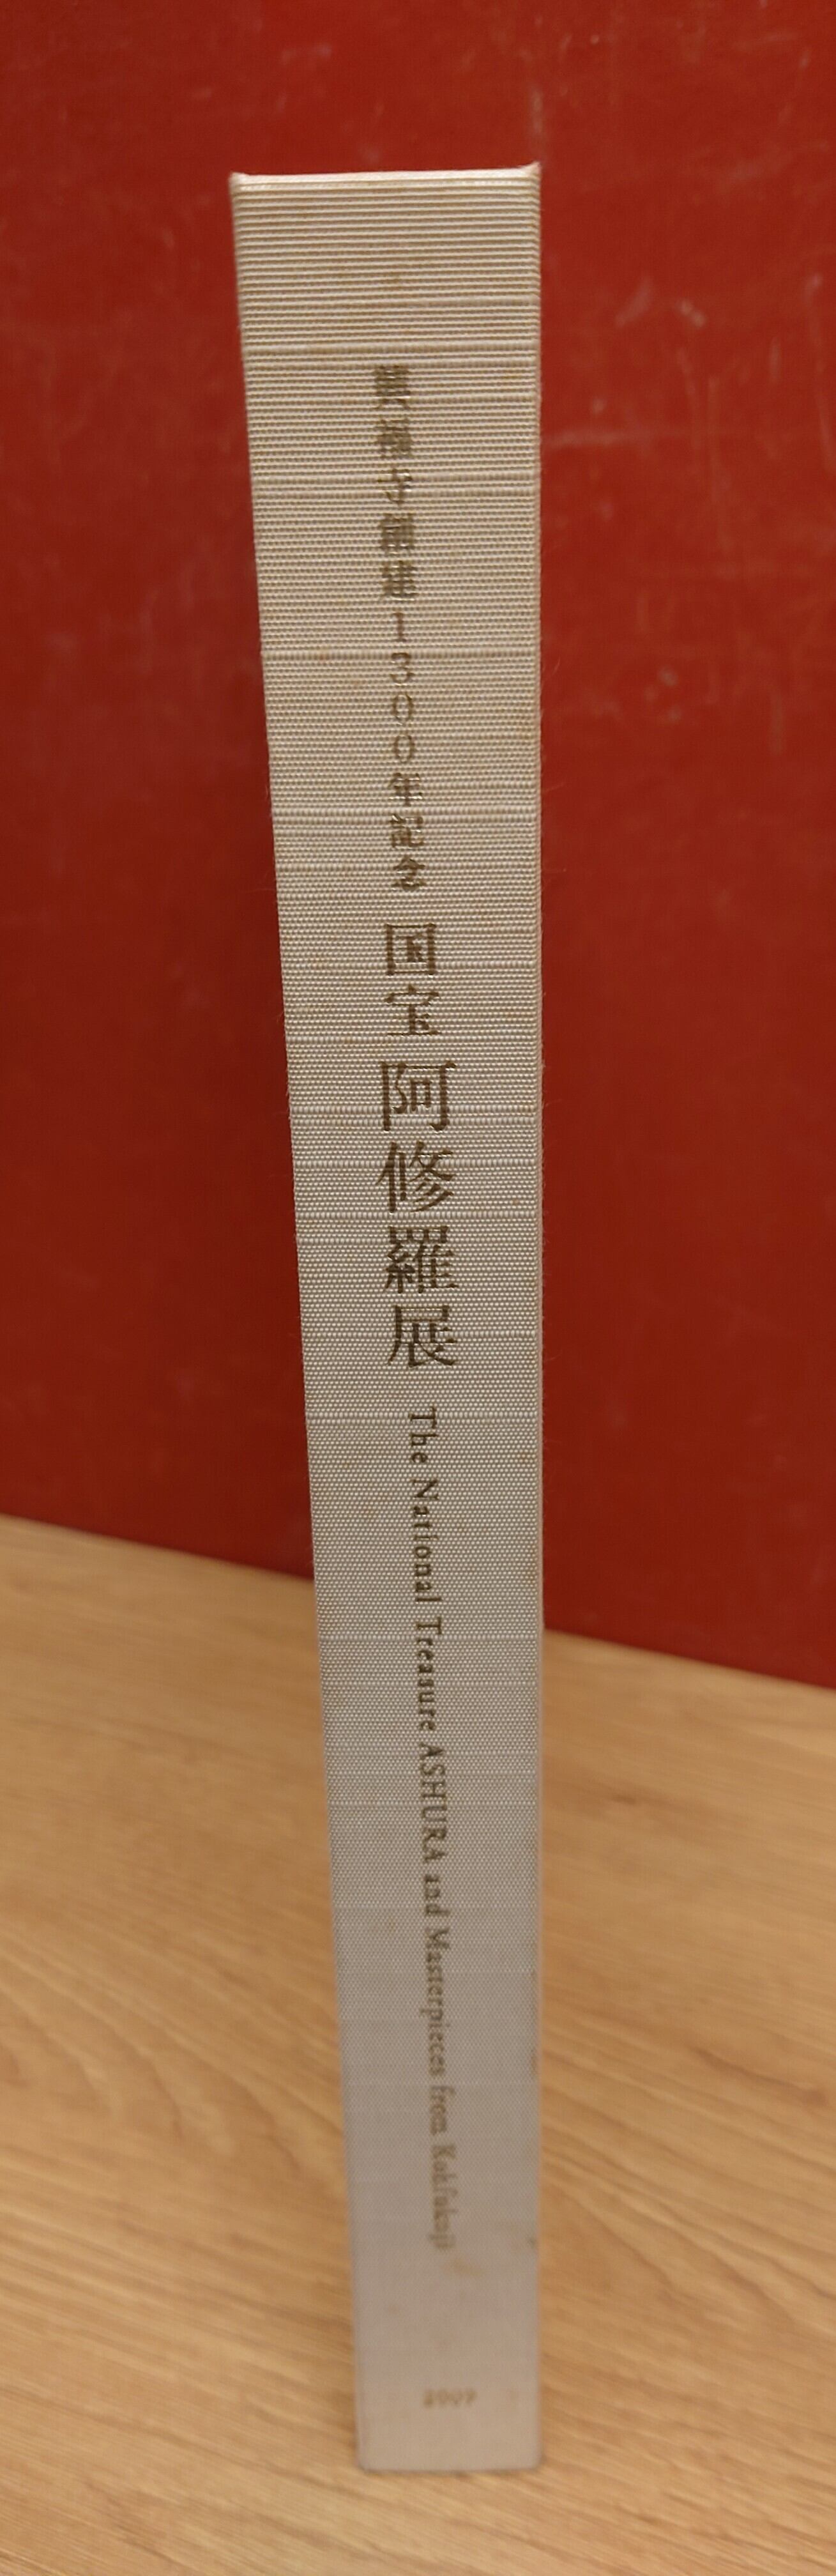 興福寺創建1300年記念 国宝 阿修羅展 The National Treasure ASHURA and Masterpieces from Kohfukuji
2009